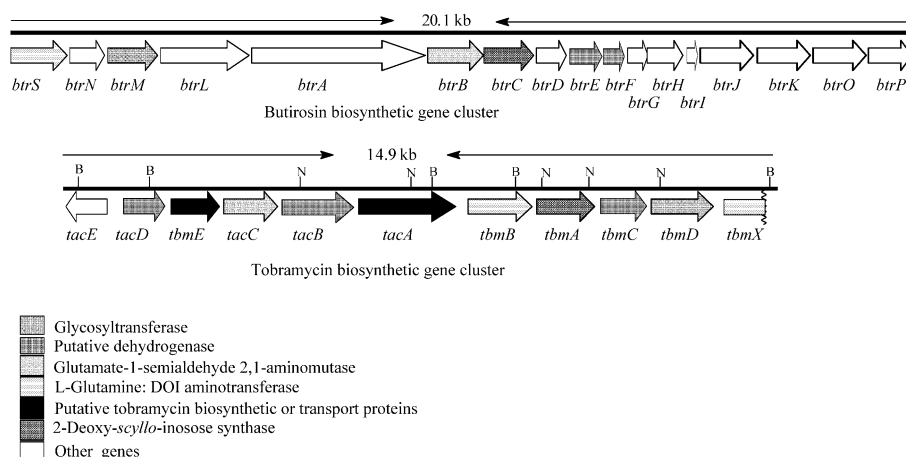 20.1 kb
btrS btrN btrM btrL btrA btrB btrC btrD btrE btrF btrG btrH btrI btrJ btrK btrO btrP
Butirosin biosynthetic gene cluster
14.9 kb
B B N N B B N N N B
tacE tacD tbmE tacC tacB tacA tbmB tbmA tbmC tbmD tbmX
Tobramycin biosynthetic gene cluster
Glycosyltransferase
Putative dehydrogenase
Glutamate-1-semialdehyde 2,1-aminomutase
L-Glutamine: DOI aminotransferase
Putative tobramycin biosynthetic or transport proteins
2-Deoxy-scyllo-inosose synthase
Other genes